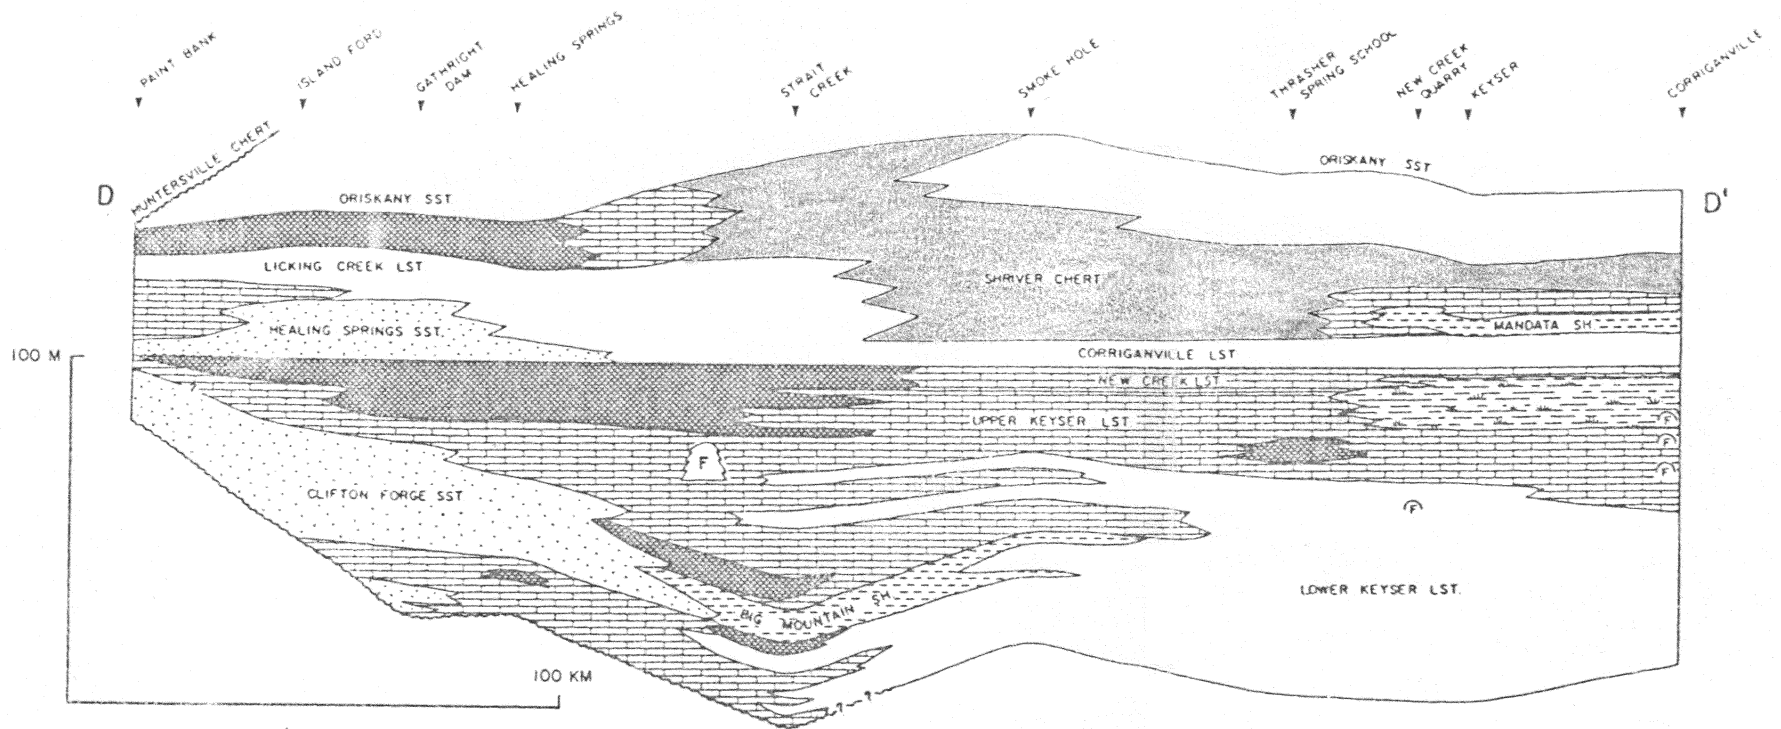 PAINT BANK
ISLAND FORD
GATHRIGHT
DAM
HEALING SPRINGS
STRAIT
CREEK
SMOKE HOLE
THRASHER
SPRING SCHOOL
NEW CREEK
QUARRY
KEYSER
CORRIGANVILLE
HUNTERSVILLE CHERT
D
ORISKANY SST
ORISKANY SST
D'
LICKING CREEK LST
SHRIVER CHERT
HEALING SPRINGS SST.
MANDATA SH.
100 M
CORRIGANVILLE LST
NEW CREEK LST.
?
UPPER KEYSER LST.
F
F
F
F
F
CLIFTON FORGE SST
BIG MOUNTAIN SH.
LOWER KEYSER LST.
100 KM
? ?